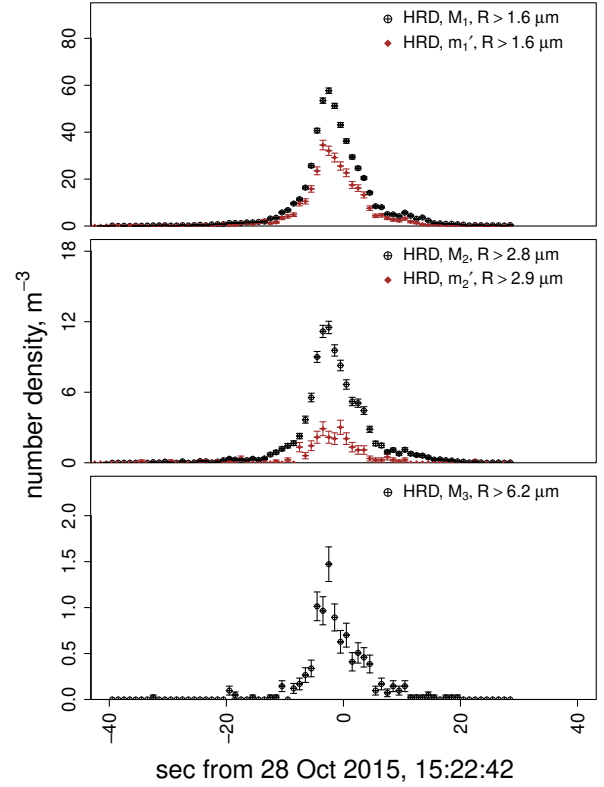 HRD, M₁, R > 1.6 μm
HRD, m₁′, R > 1.6 μm
80
60
40
20
0
HRD, M₂, R > 2.8 μm
HRD, m₂′, R > 2.9 μm
18
12
6
0
number density, m⁻³
HRD, M₃, R > 6.2 μm
2.0
1.5
1.0
0.5
0.0
−40 −20 0 20 40
sec from 28 Oct 2015, 15:22:42